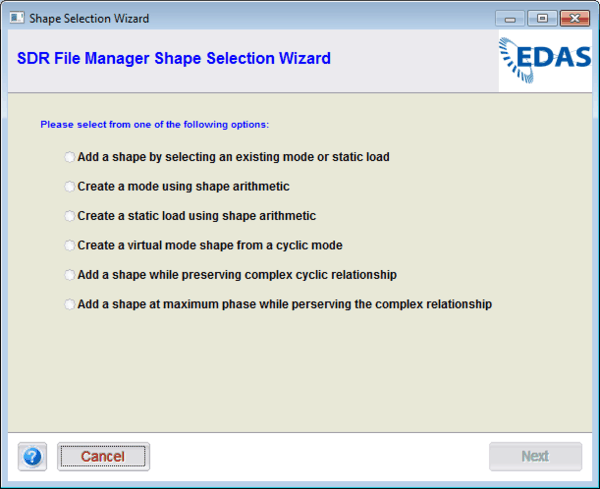 Shape Selection Wizard
SDR File Manager Shape Selection Wizard
EDAS
Please select from one of the following options:
Add a shape by selecting an existing mode or static load
Create a mode using shape arithmetic
Create a static load using shape arithmetic
Create a virtual mode shape from a cyclic mode
Add a shape while preserving complex cyclic relationship
Add a shape at maximum phase while perserving the complex relationship
?
Cancel
Next